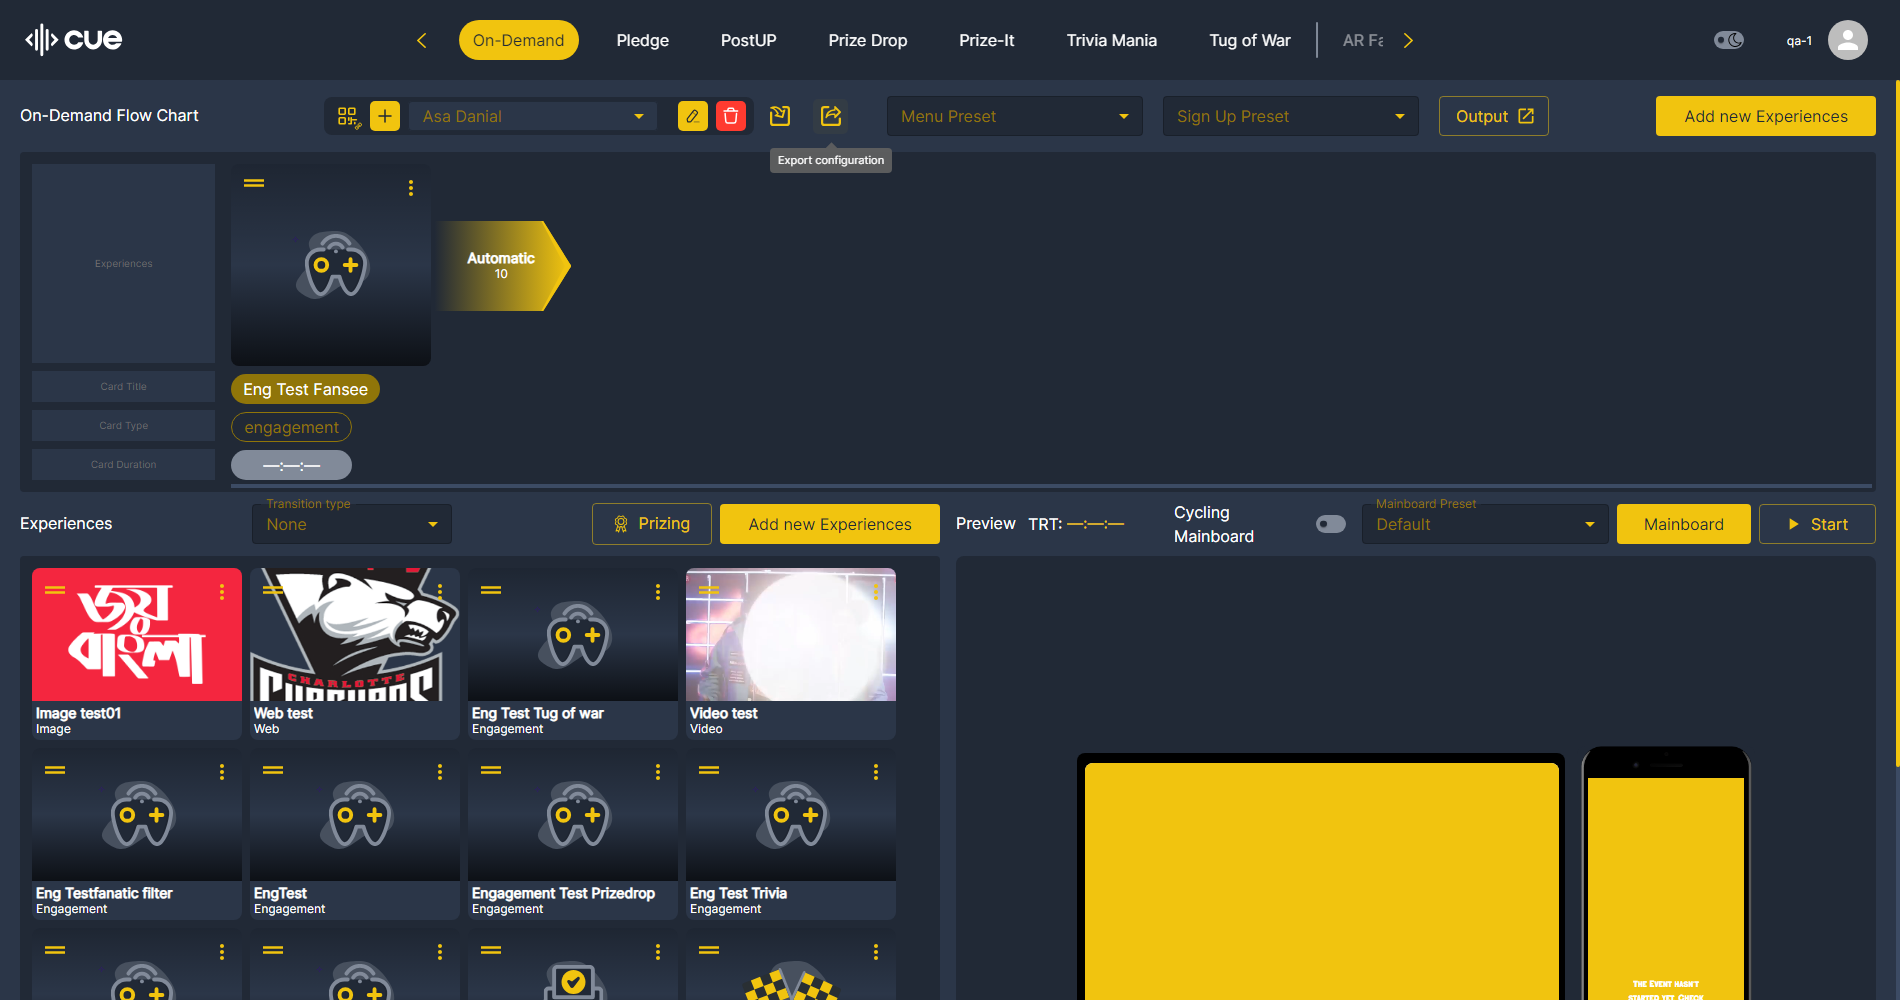 cue
On-Demand
Pledge
PostUP
Prize Drop
Prize-It
Trivia Mania
Tug of War
AR Fa
qa-1
On-Demand Flow Chart
Asa Danial
Menu Preset
Sign Up Preset
Output
Add new Experiences
Export configuration
Experiences
Automatic
10
Card Title
Eng Test Fansee
Card Type
engagement
Card Duration
—:—:—
Experiences
Transition type
None
Prizing
Add new Experiences
Preview
TRT: —:—:—
Cycling
Mainboard
Mainboard Preset
Default
Mainboard
Start
জয়
বাংলা
CHARLOTTE
Image test01
Image
Web test
Web
Eng Test Tug of war
Engagement
Video test
Video
Eng Testfanatic filter
Engagement
EngTest
Engagement
Engagement Test Prizedrop
Engagement
Eng Test Trivia
Engagement
The Event hasn't
started yet. Check